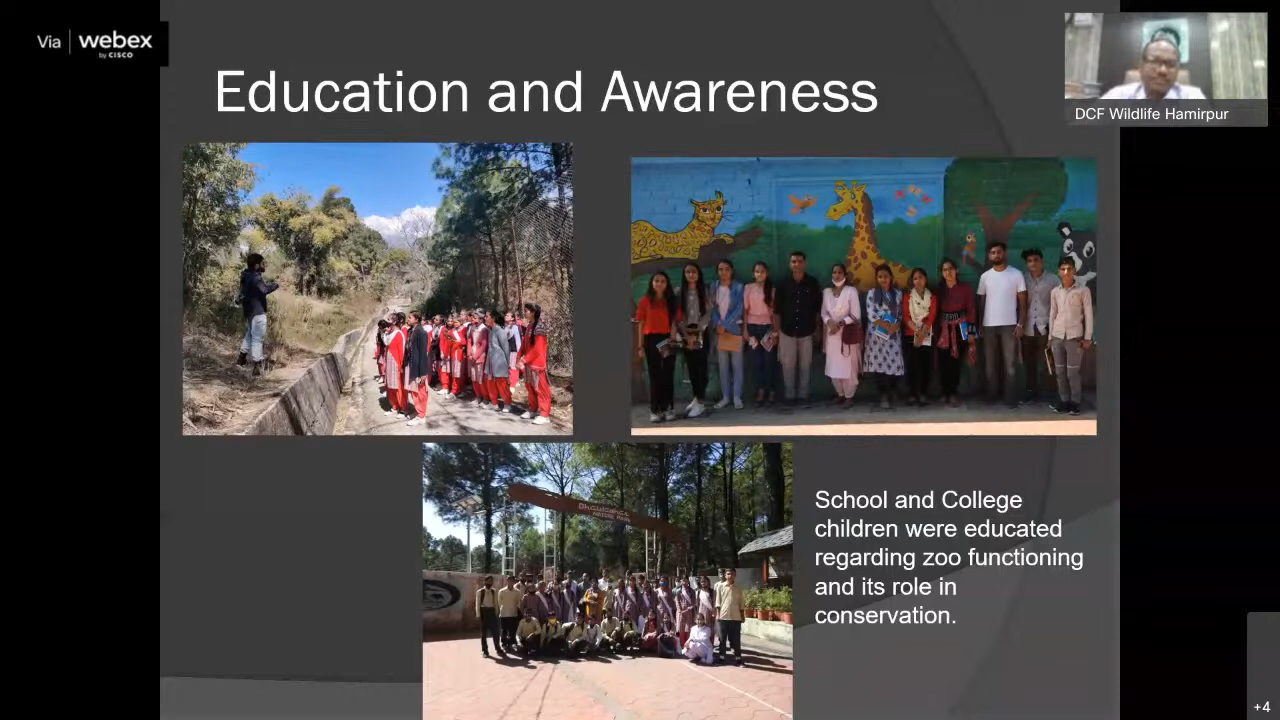 Via | webex
by CISCO
Education and Awareness
DCF Wildlife Hamirpur
School and College
children were educated
regarding zoo functioning
and its role in
conservation.
+4